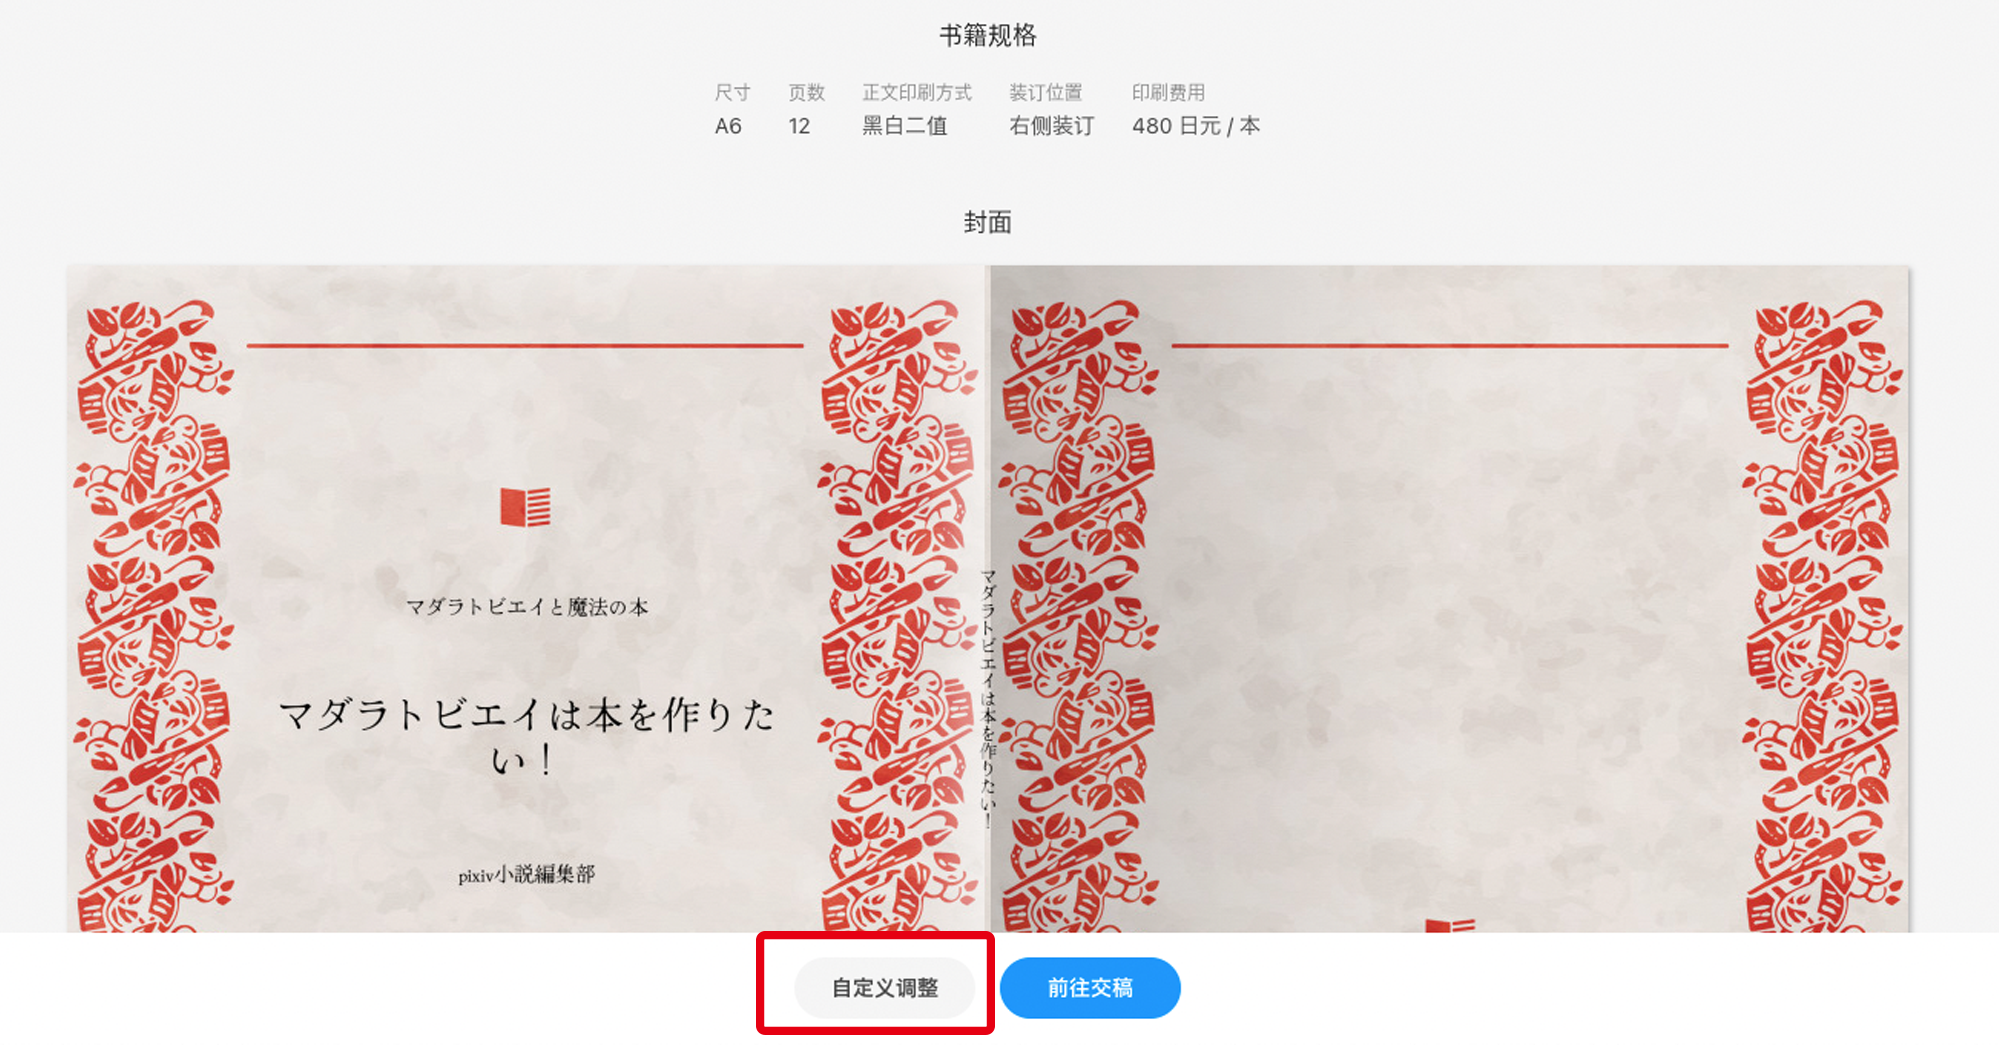 书籍规格
尺寸 页数 正文印刷方式 装订位置 印刷费用
A6 12 黑白二值 右侧装订 480 日元 / 本
封面
マダラトビエイと魔法の本
マダラトビエイは本を作りた
い！
pixiv小説編集部
マダラトビエイは本を作りたい！
自定义调整
前往交稿